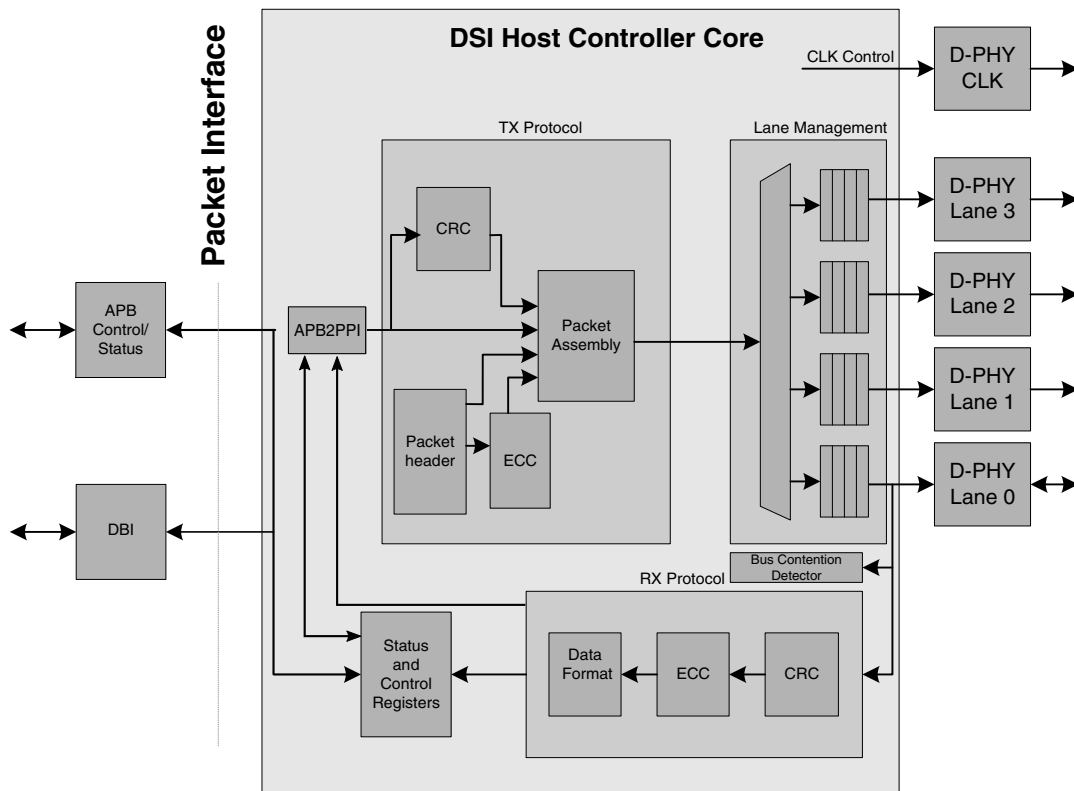 DSI Host Controller Core
CLK Control
D-PHY
CLK
Packet Interface
TX Protocol
Lane Management
CRC
D-PHY
Lane 3
APB
Control/
Status
APB2PPI
Packet
Assembly
D-PHY
Lane 2
D-PHY
Lane 1
Packet
header
ECC
D-PHY
Lane 0
DBI
Bus Contention
Detector
RX Protocol
Status
and
Control
Registers
Data
Format
ECC
CRC